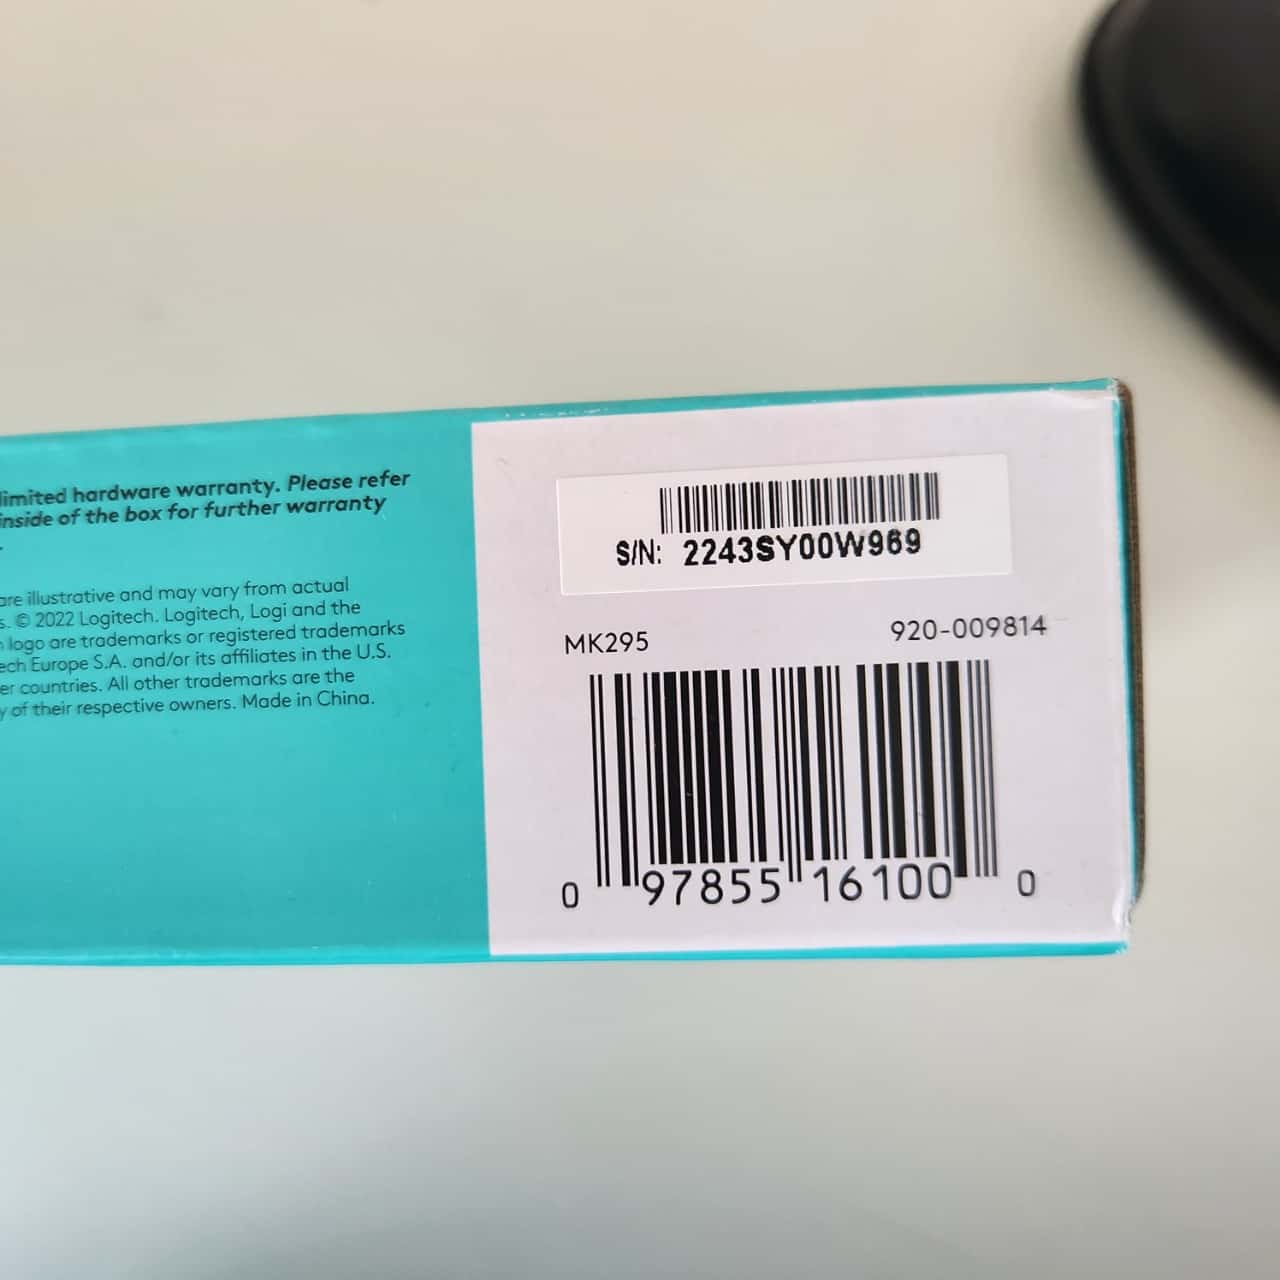 limited hardware warranty. Please refer
inside of the box for further warranty
are illustrative and may vary from actual
s. © 2022 Logitech. Logitech, Logi and the
logo are trademarks or registered trademarks
ech Europe S.A. and/or its affiliates in the U.S.
er countries. All other trademarks are the
y of their respective owners. Made in China.
S/N: 2243SY00W969
MK295 920-009814
0 97855 16100 0